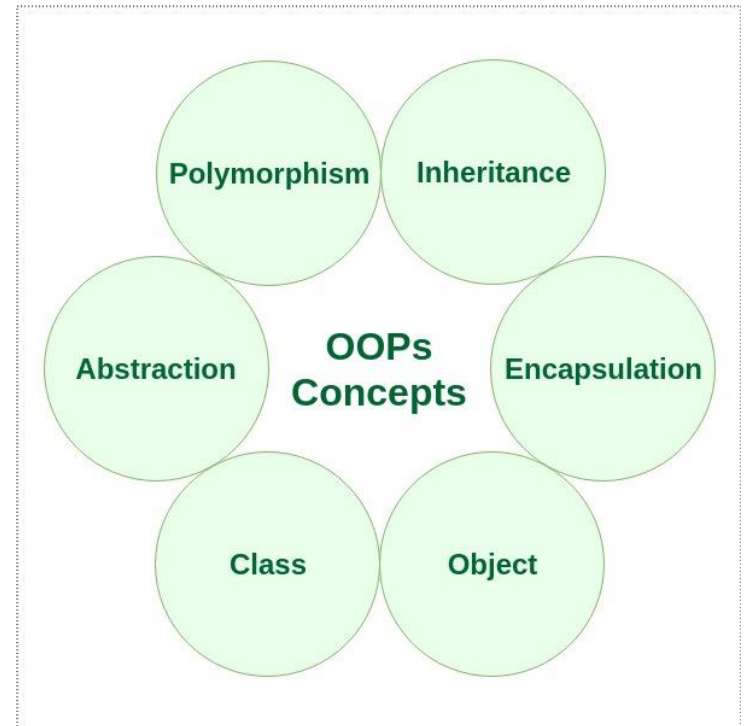 Polymorphism
Inheritance
Abstraction
OOPs
Concepts
Encapsulation
Class
Object